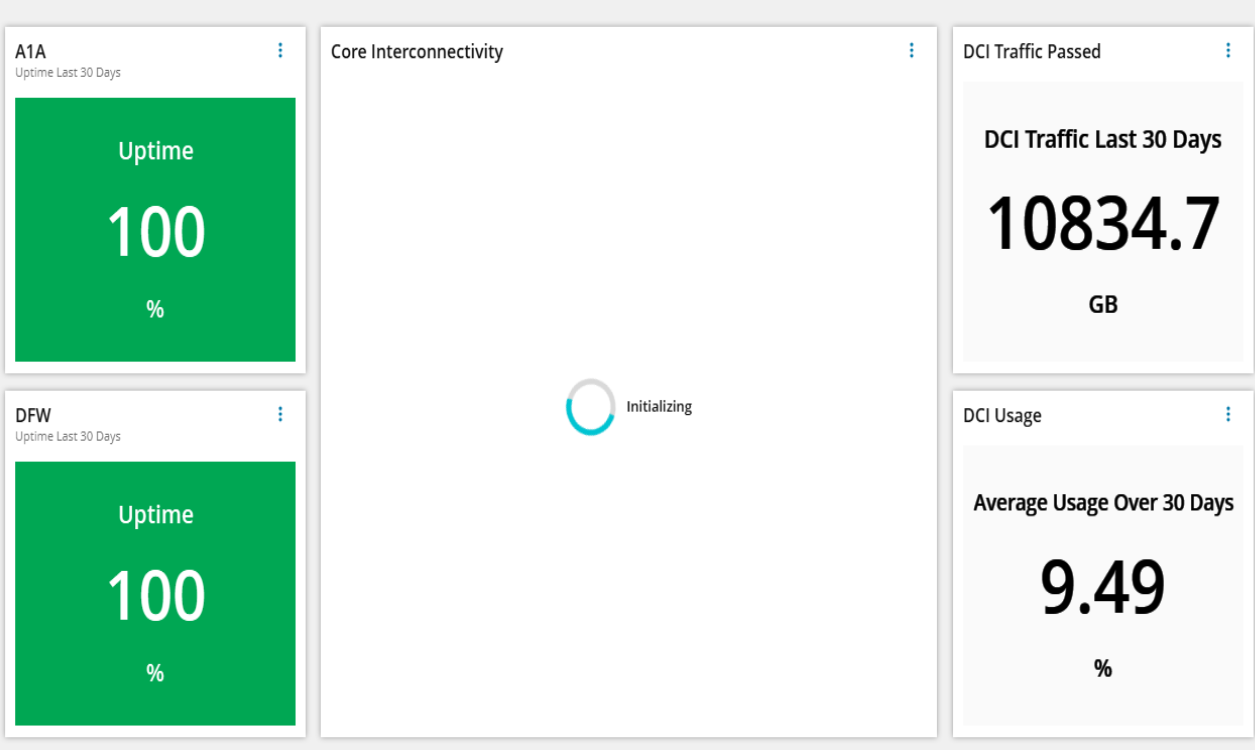 A1A
Uptime Last 30 Days
Uptime
100
%
DFW
Uptime Last 30 Days
Uptime
100
%
Core Interconnectivity
Initializing
DCI Traffic Passed
DCI Traffic Last 30 Days
10834.7
GB
DCI Usage
Average Usage Over 30 Days
9.49
%